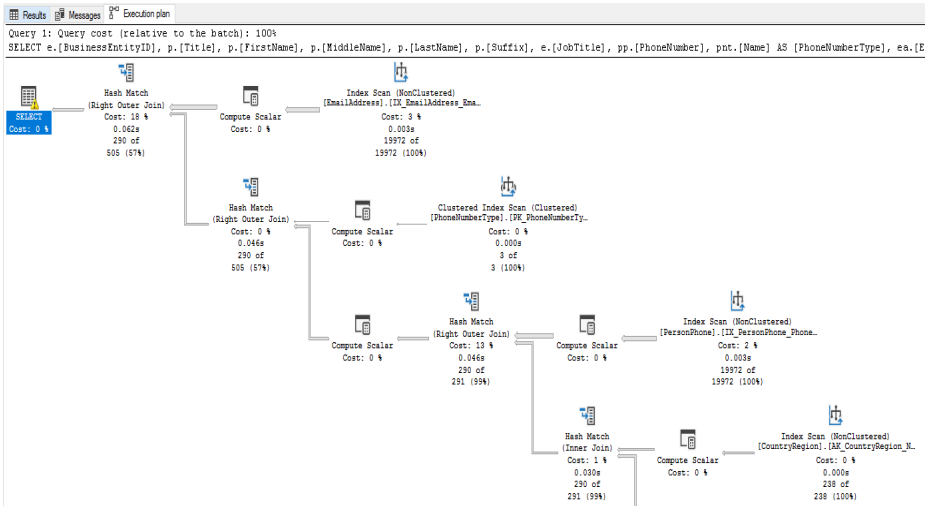 Results Messages Execution plan
Query 1: Query cost (relative to the batch): 100%
SELECT e.[BusinessEntityID], p.[Title], p.[FirstName], p.[MiddleName], p.[LastName], p.[Suffix], e.[JobTitle], pp.[PhoneNumber], pnt.[Name] AS [PhoneNumberType], ea.[E
SELECT
Cost: 0 %
Hash Match
(Right Outer Join)
Cost: 18 %
0.062s
290 of
505 (57%)
Compute Scalar
Cost: 0 %
Index Scan (NonClustered)
[EmailAddress].[IX_EmailAddress_Ema…
Cost: 3 %
0.003s
19972 of
19972 (100%)
Hash Match
(Right Outer Join)
Cost: 0 %
0.046s
290 of
505 (57%)
Compute Scalar
Cost: 0 %
Clustered Index Scan (Clustered)
[PhoneNumberType].[PK_PhoneNumberTy…
Cost: 0 %
0.000s
3 of
3 (100%)
Compute Scalar
Cost: 0 %
Hash Match
(Right Outer Join)
Cost: 13 %
0.046s
290 of
291 (99%)
Compute Scalar
Cost: 0 %
Index Scan (NonClustered)
[PersonPhone].[IX_PersonPhone_Phone…
Cost: 2 %
0.003s
19972 of
19972 (100%)
Hash Match
(Inner Join)
Cost: 1 %
0.030s
290 of
291 (99%)
Compute Scalar
Cost: 0 %
Index Scan (NonClustered)
[CountryRegion].[AK_CountryRegion_N…
Cost: 0 %
0.000s
238 of
238 (100%)